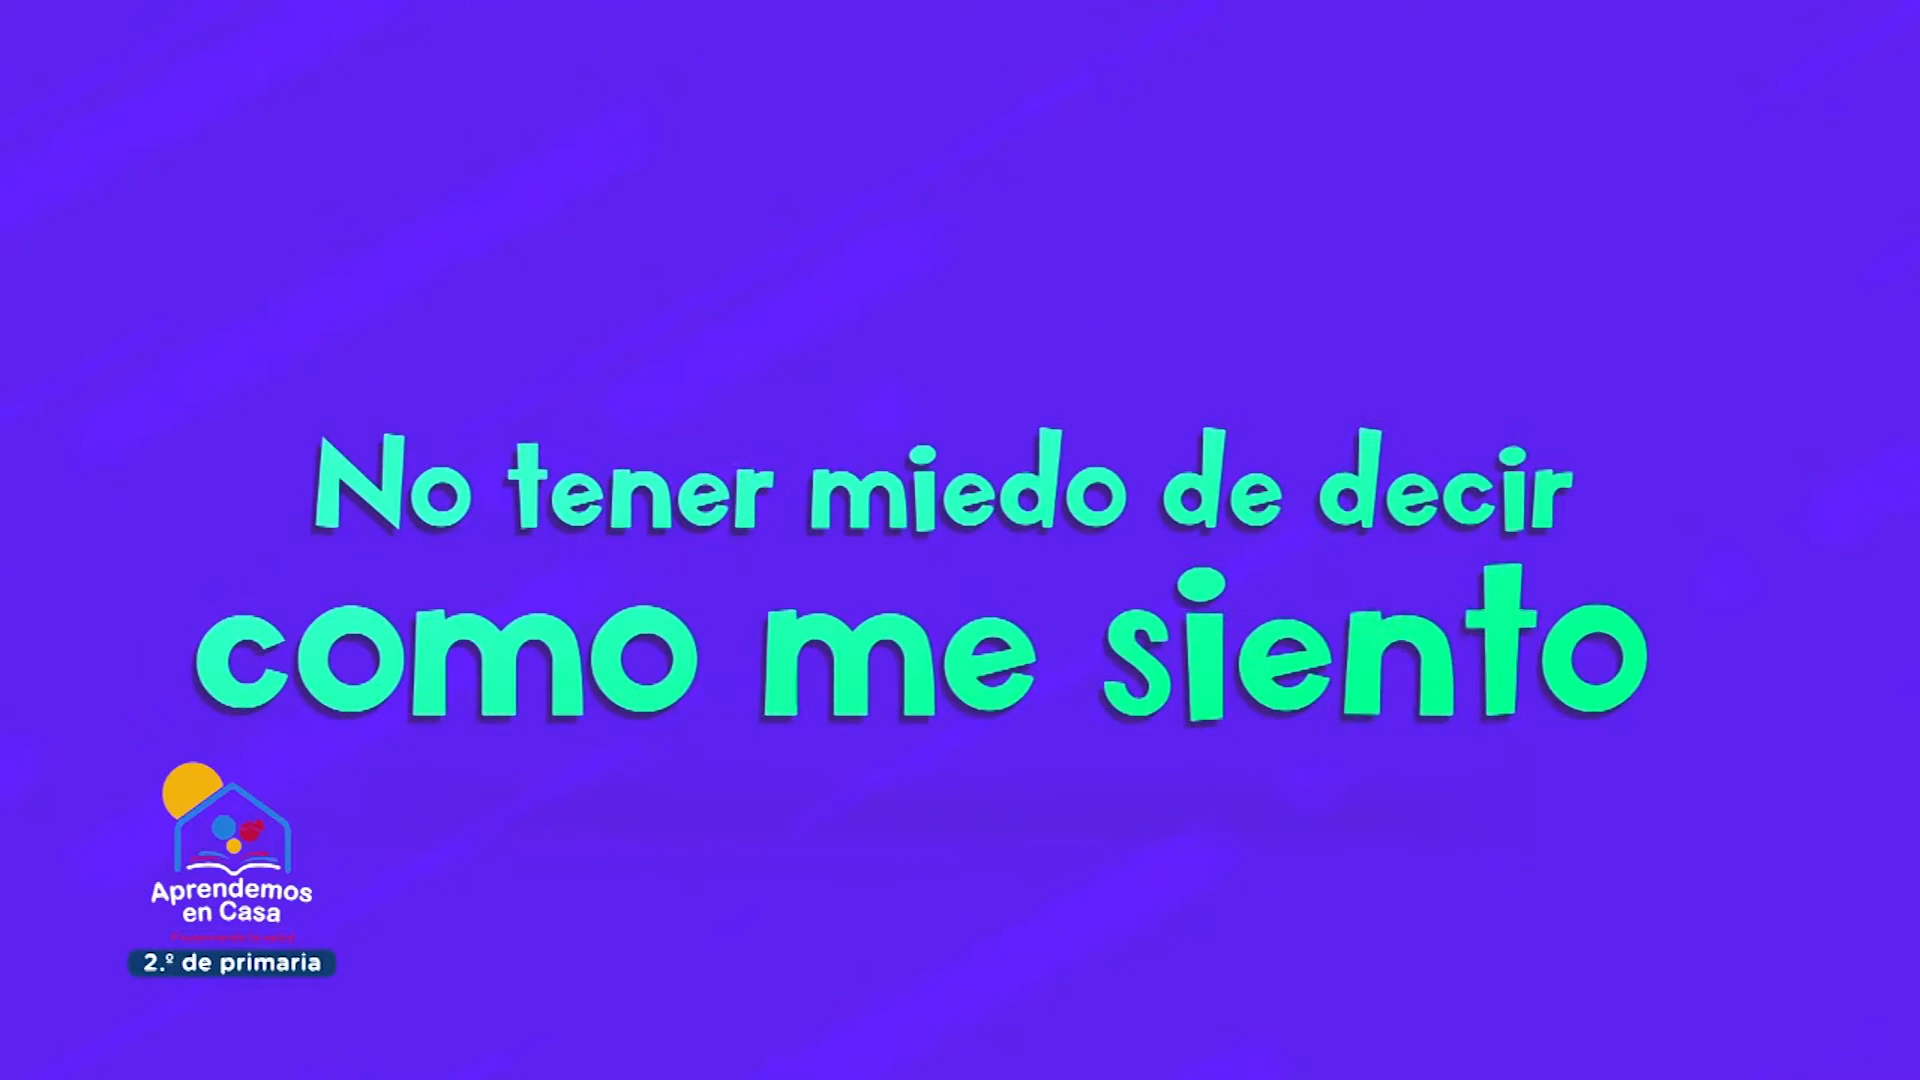 No tener miedo de decir
como me siento
Aprendemos
en Casa
2.º de primaria